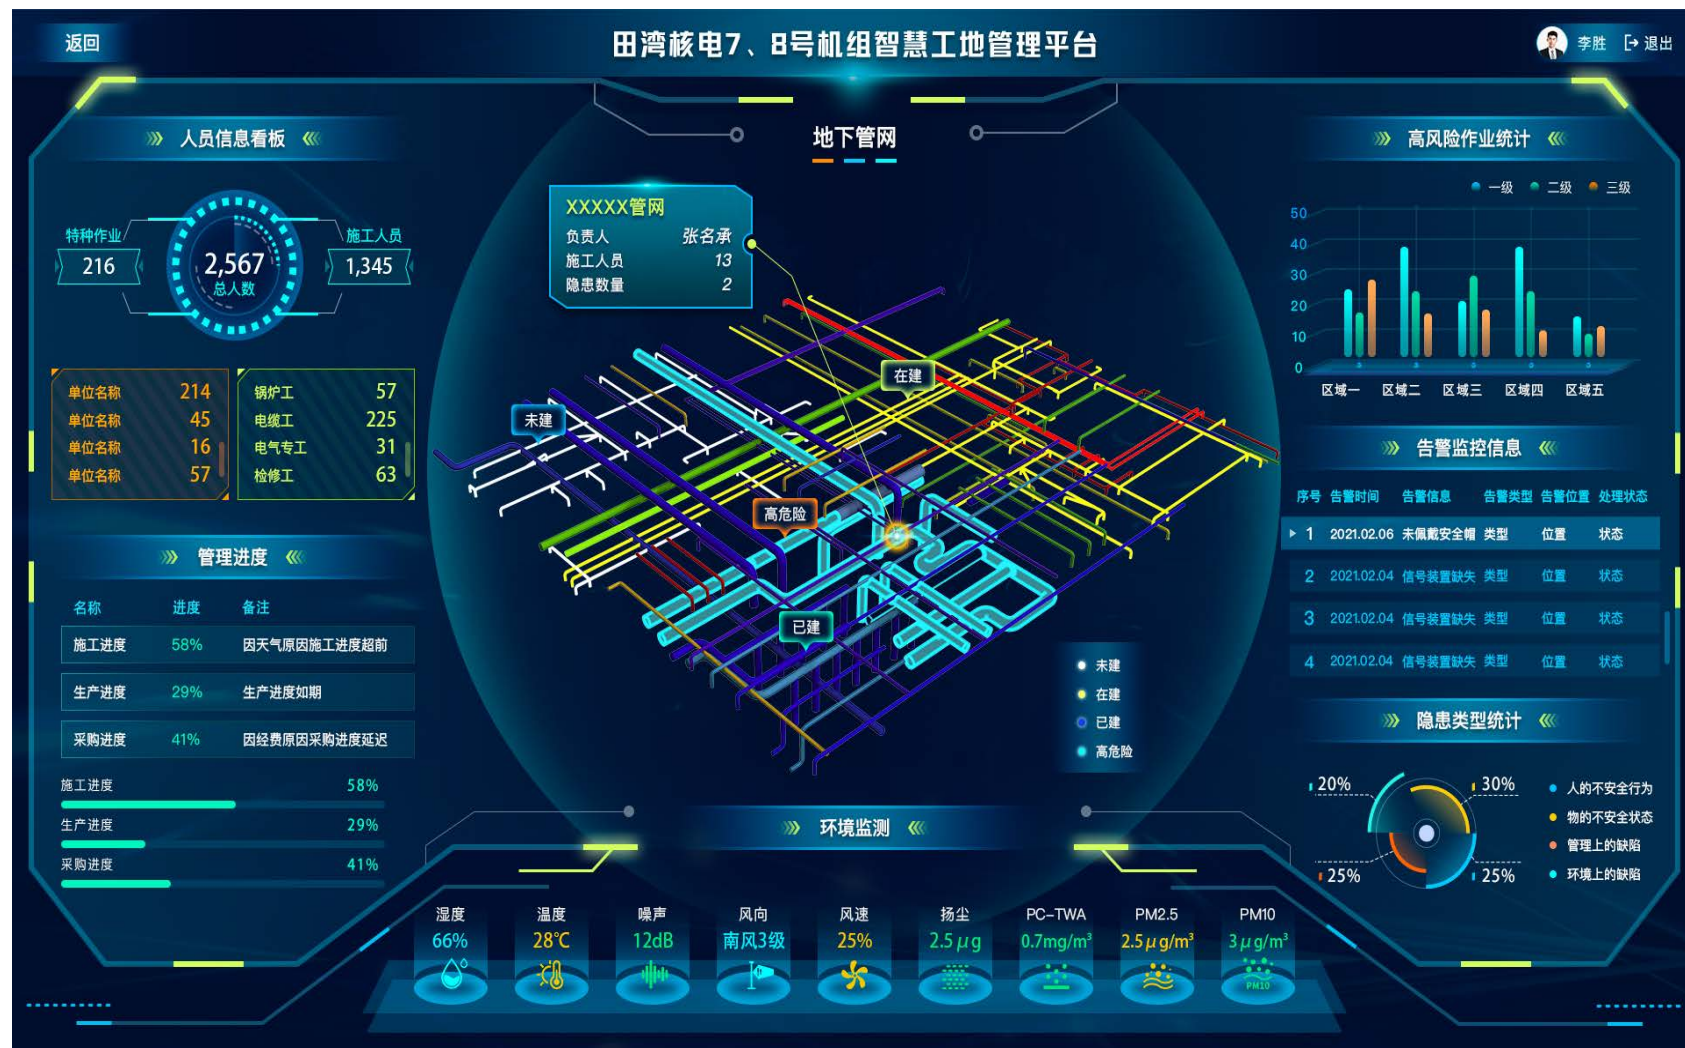 返回
田湾核电7、8号机组智慧工地管理平台
李胜 退出
人员信息看板
特种作业
216
2,567
总人数
施工人员
1,345
单位名称 214
单位名称 45
单位名称 16
单位名称 57
锅炉工 57
电缆工 225
电气专工 31
检修工 63
管理进度
名称 进度 备注
施工进度 58% 因天气原因施工进度超前
生产进度 29% 生产进度如期
采购进度 41% 因经费原因采购进度延迟
施工进度 58%
生产进度 29%
采购进度 41%
地下管网
XXXXX管网
负责人 张名承
施工人员 13
隐患数量 2
在建
未建
高危险
已建
未建
在建
已建
高危险
环境监测
湿度 温度 噪声 风向 风速 扬尘 PC-TWA PM2.5 PM10
66% 28℃ 12dB 南风3级 25% 2.5μg 0.7mg/m³ 2.5μg/m³ 3μg/m³
PM10
高风险作业统计
一级 二级 三级
50
40
30
20
10
0
区域一 区域二 区域三 区域四 区域五
告警监控信息
序号 告警时间 告警信息 告警类型 告警位置 处理状态
1 2021.02.06 未佩戴安全帽 类型 位置 状态
2 2021.02.04 信号装置缺失 类型 位置 状态
3 2021.02.04 信号装置缺失 类型 位置 状态
4 2021.02.04 信号装置缺失 类型 位置 状态
隐患类型统计
20% 30%
25% 25%
人的不安全行为
物的不安全状态
管理上的缺陷
环境上的缺陷